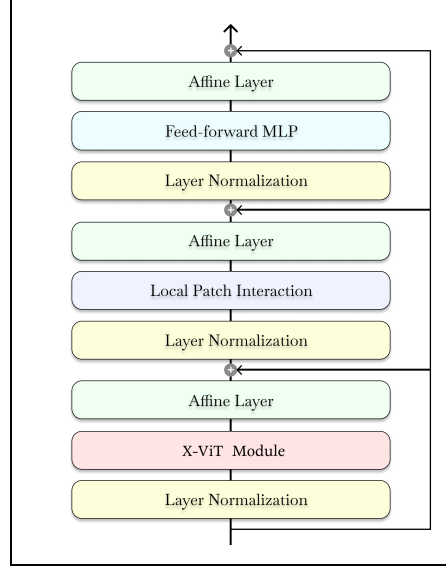 Affine Layer
Feed-forward MLP
Layer Normalization
Affine Layer
Local Patch Interaction
Layer Normalization
Affine Layer
X-ViT Module
Layer Normalization